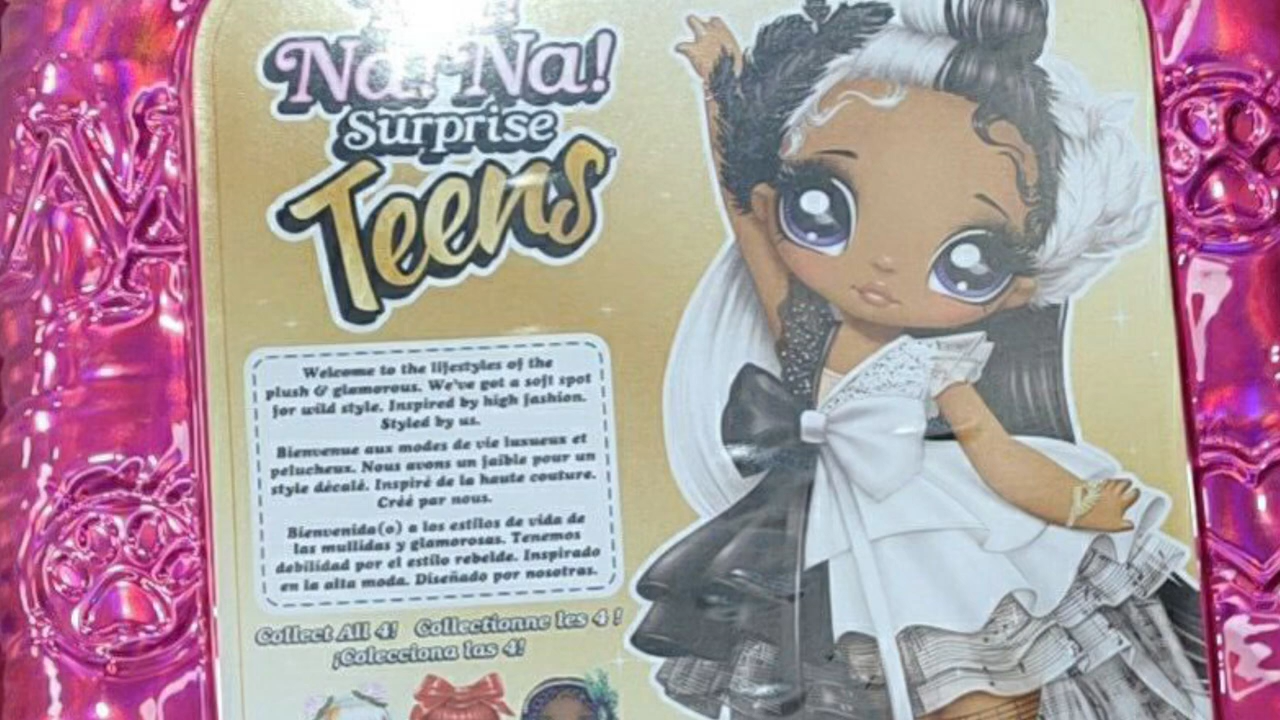 Na! Na!
Surprise
Teens
Welcome to the lifestyles of the
plush & glamorous. We've got a soft spot
for wild style. Inspired by high fashion.
Styled by us.
Bienvenue aux modes de vie luxueux et
pelucheux. Nous avons un faible pour un
style décalé. Inspiré de la haute couture.
Créé par nous.
Bienvenida(o) a los estilos de vida de
las mullidas y glamorosas. Tenemos
debilidad por el estilo rebelde. Inspirado
en la alta moda. Diseñado por nosotras.
Collect All 4! Collectionne les 4 !
¡Colecciona las 4!